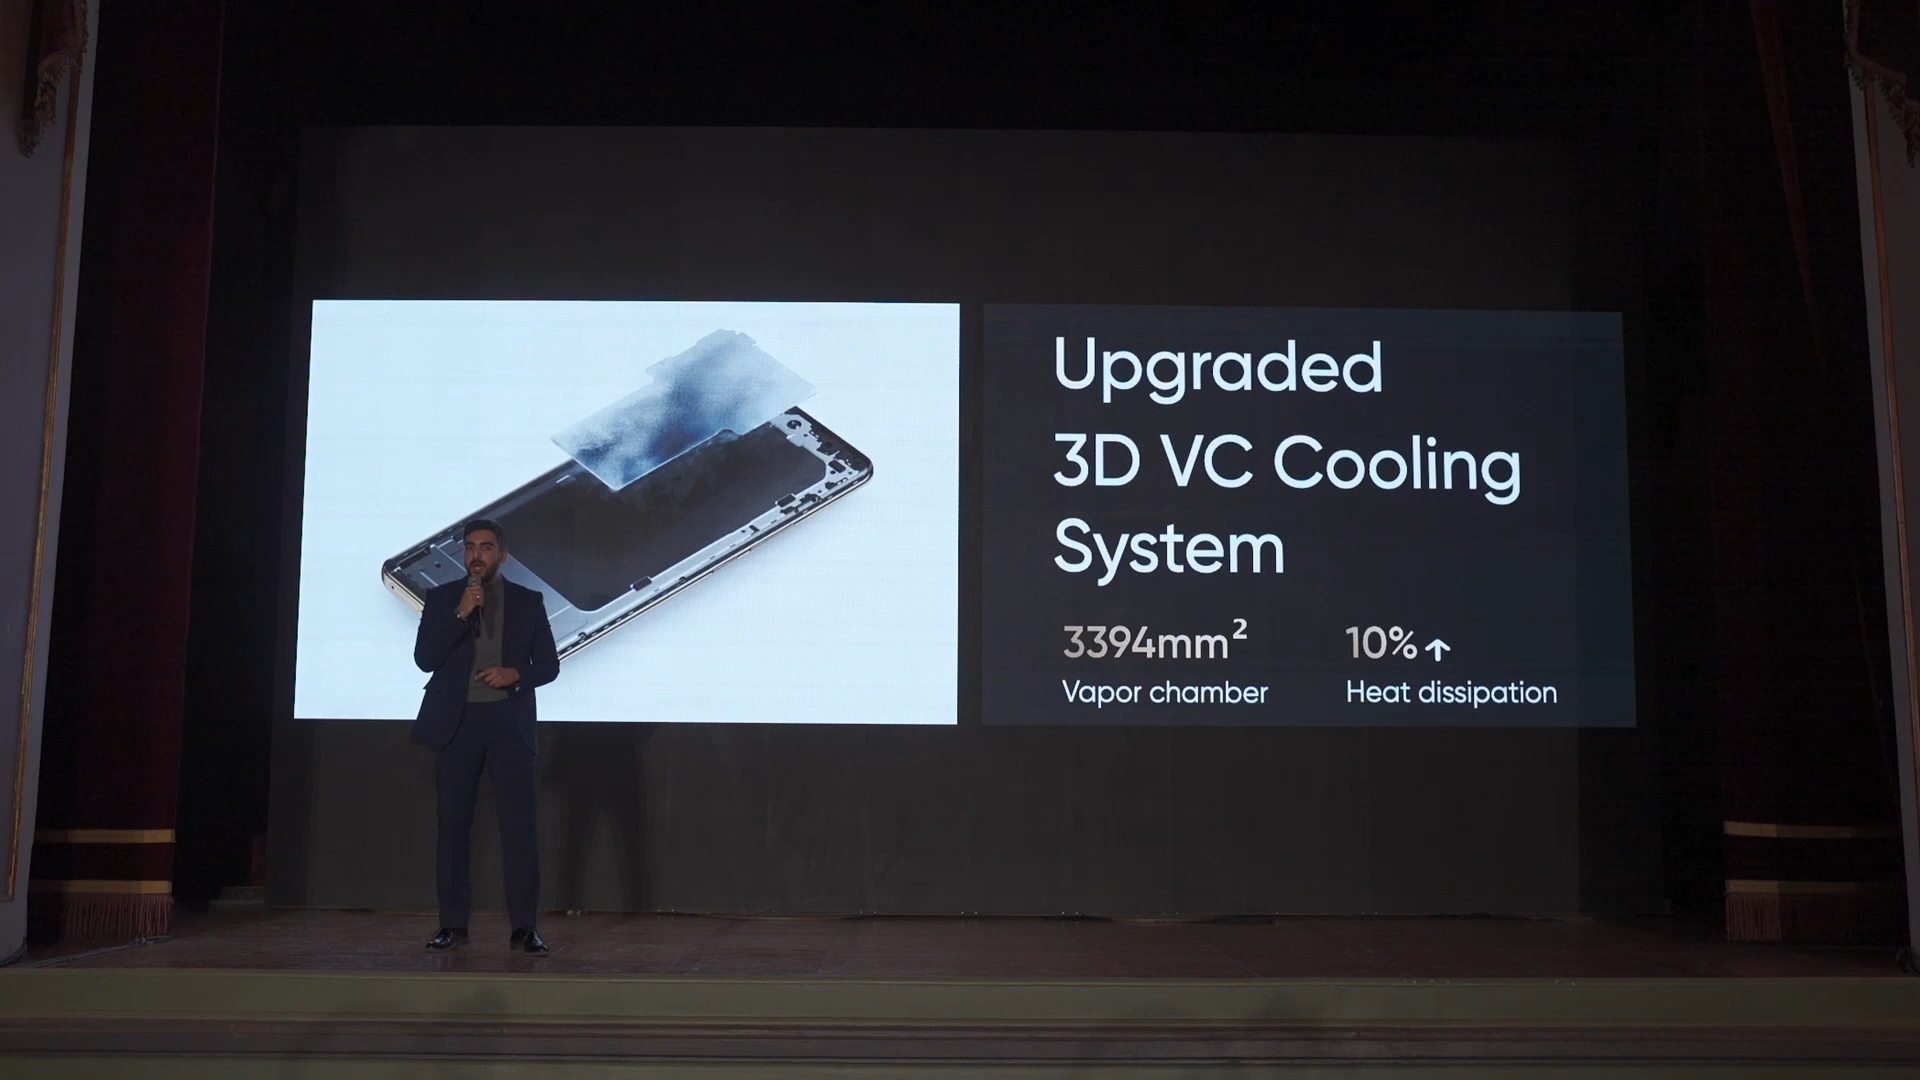 Upgraded
3D VC Cooling
System
3394mm²
Vapor chamber
10%↑
Heat dissipation